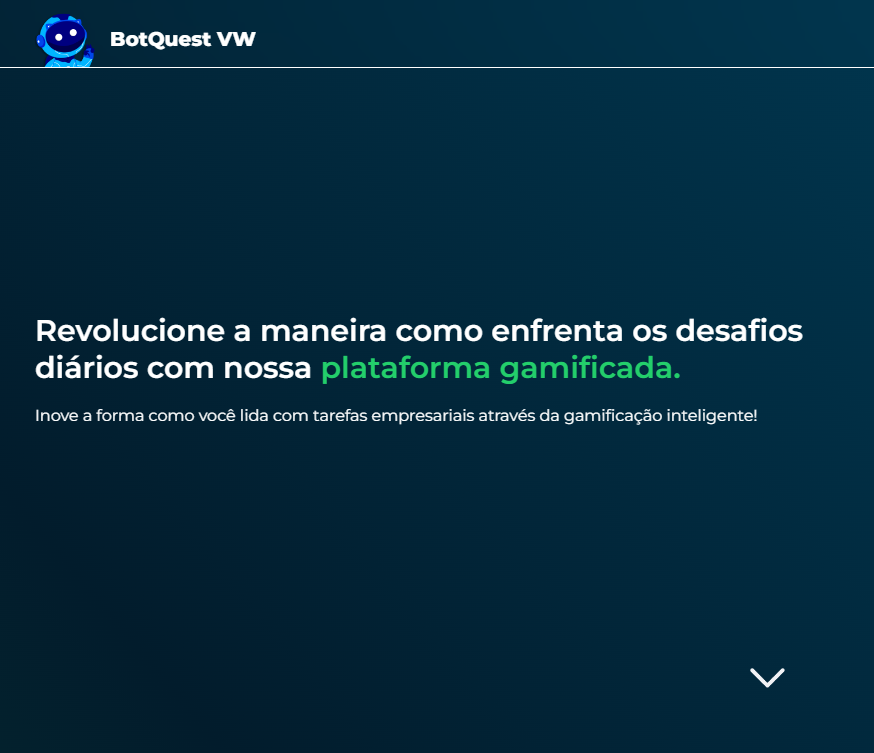 BotQuest VW
Revolucione a maneira como enfrenta os desafios
diários com nossa plataforma gamificada.
Inove a forma como você lida com tarefas empresariais através da gamificação inteligente!